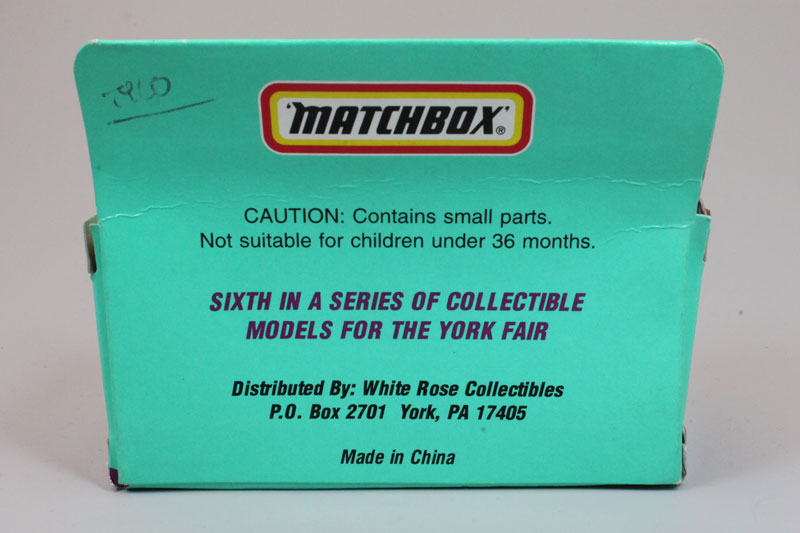 'MATCHBOX'®
CAUTION: Contains small parts.
Not suitable for children under 36 months.
SIXTH IN A SERIES OF COLLECTIBLE
MODELS FOR THE YORK FAIR
Distributed By: White Rose Collectibles
P.O. Box 2701 York, PA 17405
Made in China